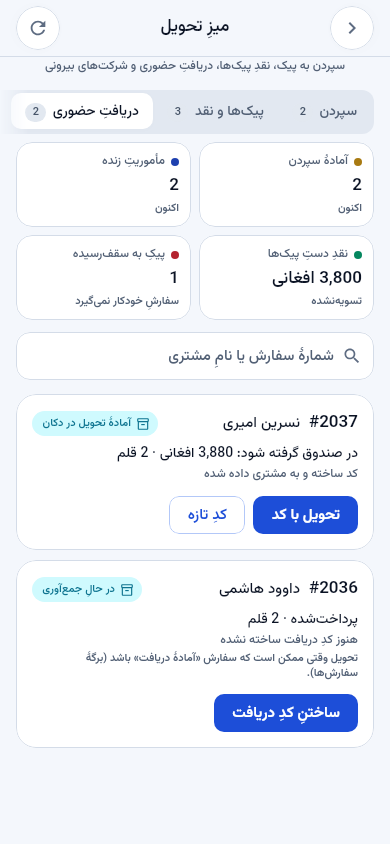 میزِ تحویل
سپردن به پیک، نقدِ پیک‌ها، دریافتِ حضوری و شرکت‌های بیرونی
سپردن 2
پیک‌ها و نقد 3
دریافتِ حضوری 2
آمادهٔ سپردن
2
اکنون
مأموریتِ زنده
2
اکنون
نقدِ دستِ پیک‌ها
3,800 افغانی
تسویه‌نشده
پیکِ به سقف‌رسیده
1
سفارشِ خودکار نمی‌گیرد
شمارهٔ سفارش یا نامِ مشتری
#2037 نسرین امیری
آمادهٔ تحویل در دکان
در صندوق گرفته شود: 3,880 افغانی · 2 قلم
کد ساخته و به مشتری داده شده
تحویل با کد
کدِ تازه
#2036 داوود هاشمی
در حالِ جمع‌آوری
پرداخت‌شده · 2 قلم
هنوز کدِ دریافت ساخته نشده
تحویل وقتی ممکن است که سفارش «آمادهٔ دریافت» باشد (برگهٔ
سفارش‌ها).
ساختنِ کدِ دریافت